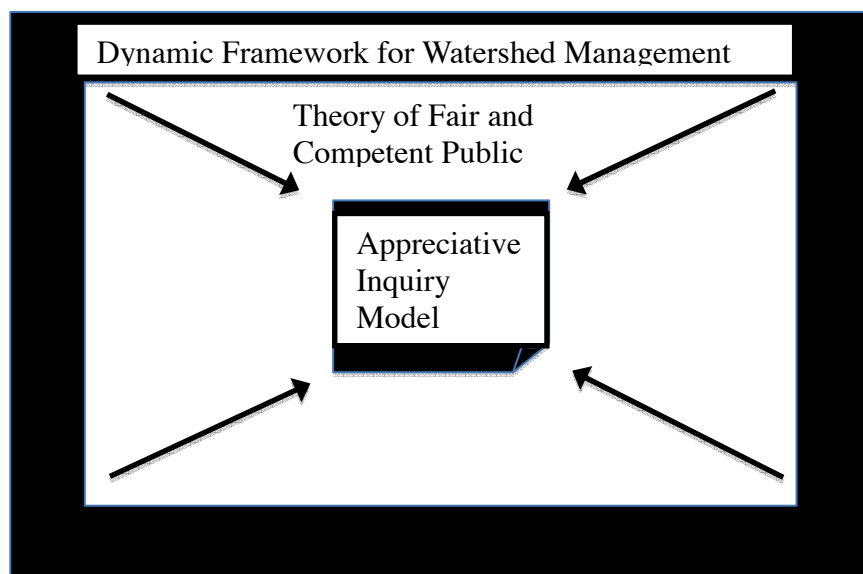 Dynamic Framework for Watershed Management
Theory of Fair and
Competent Public
Appreciative
Inquiry
Model